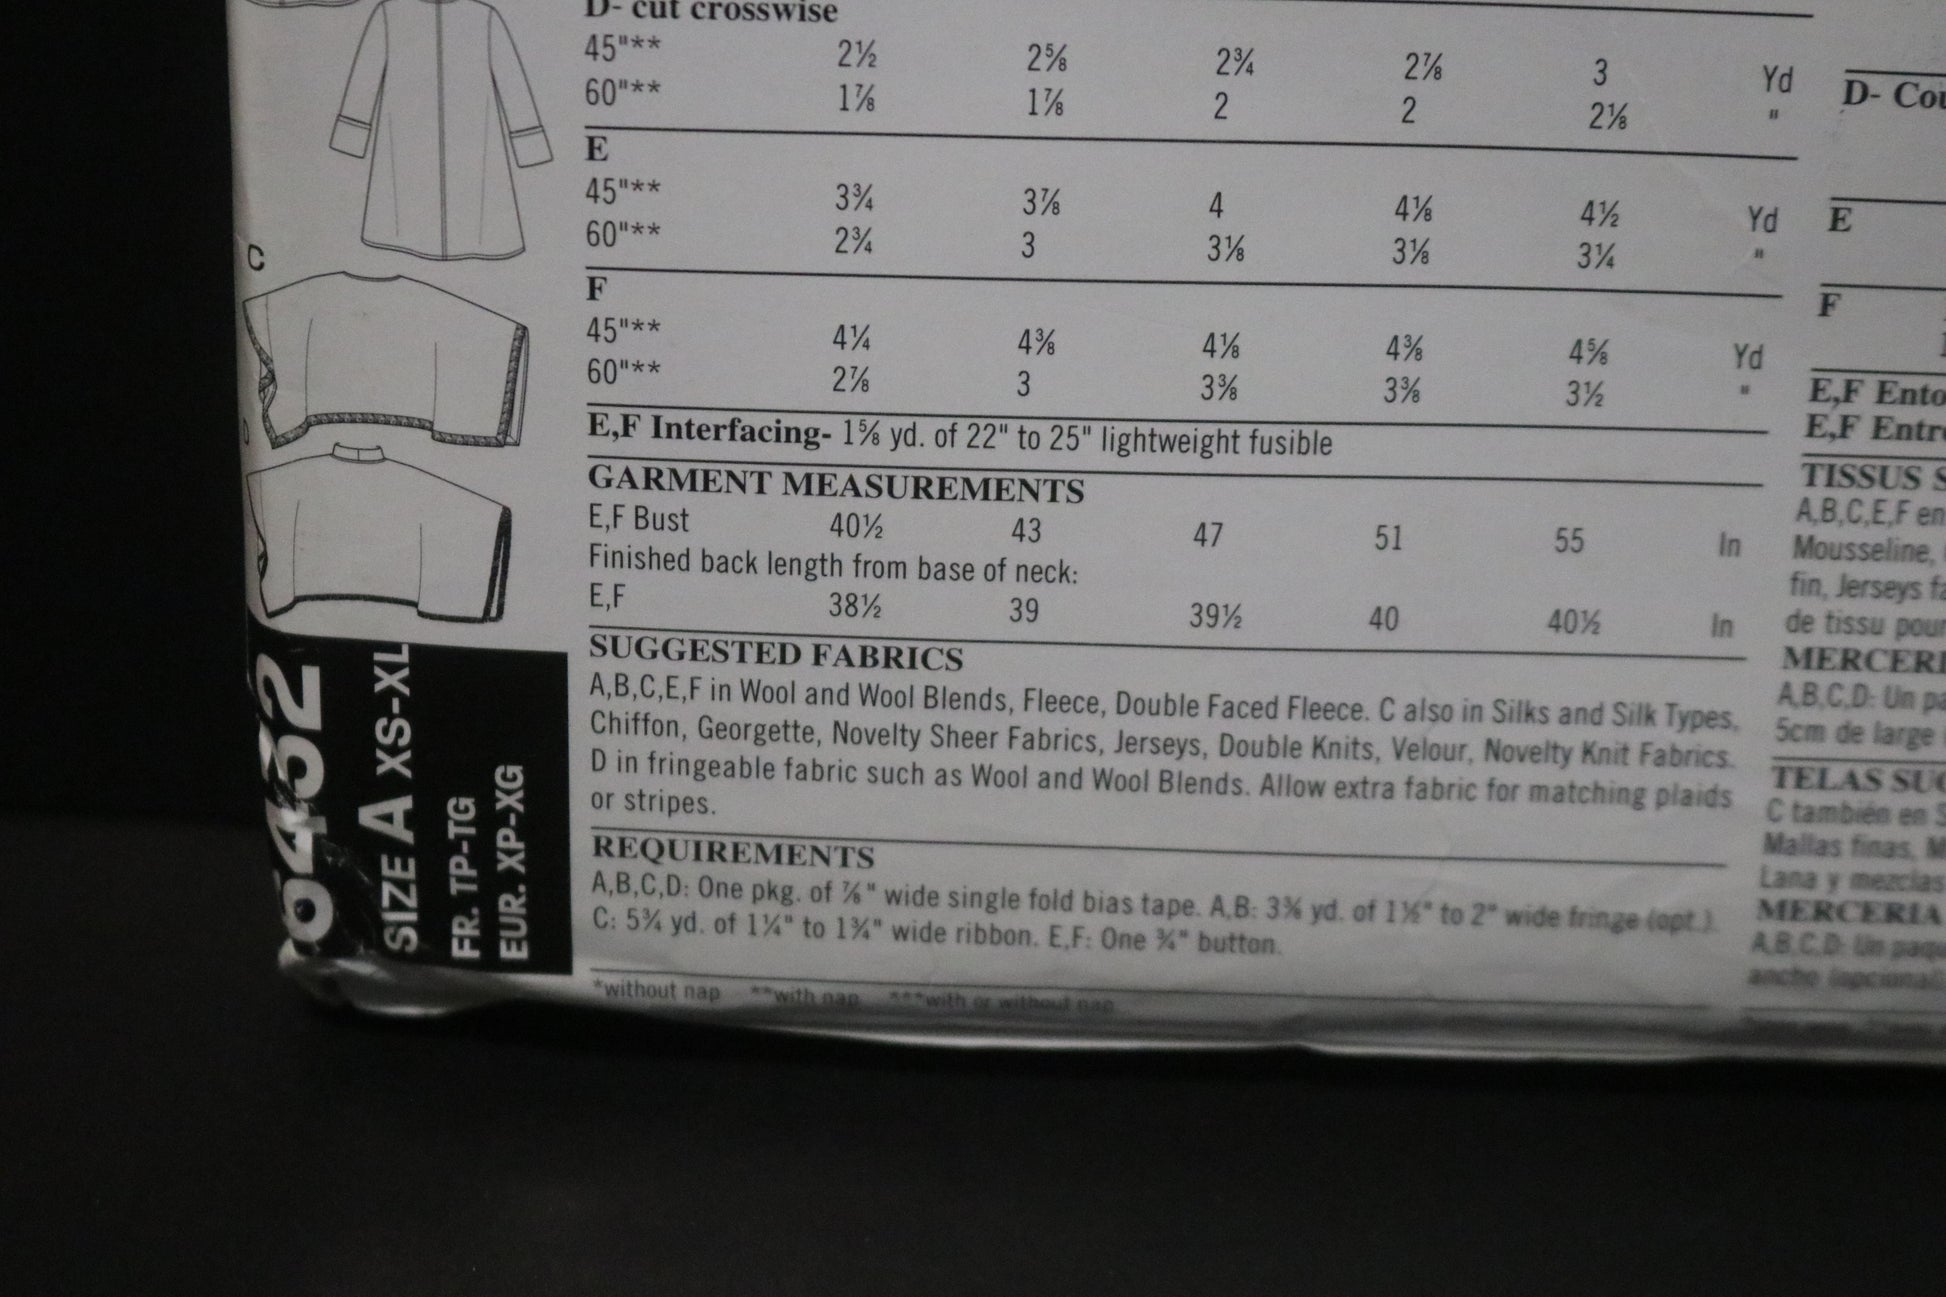 D- cut crosswise
45"** 2½ 2⅝ 2¾ 2⅞ 3 Yd
60"** 1⅞ 1⅞ 2 2 2⅛ "
E
45"** 3¾ 3⅞ 4 4⅛ 4½ Yd
60"** 2¾ 3 3⅛ 3⅛ 3¼ "
F
45"** 4¼ 4⅜ 4⅛ 4⅜ 4⅝ Yd
60"** 2⅞ 3 3⅜ 3⅜ 3½ "
E,F Interfacing- 1⅝ yd. of 22" to 25" lightweight fusible
GARMENT MEASUREMENTS
E,F Bust 40½ 43 47 51 55 In
Finished back length from base of neck:
E,F 38½ 39 39½ 40 40½ In
SUGGESTED FABRICS
A,B,C,E,F in Wool and Wool Blends, Fleece, Double Faced Fleece. C also in Silks and Silk Types,
Chiffon, Georgette, Novelty Sheer Fabrics, Jerseys, Double Knits, Velour, Novelty Knit Fabrics.
D in fringeable fabric such as Wool and Wool Blends. Allow extra fabric for matching plaids
or stripes.
REQUIREMENTS
A,B,C,D: One pkg. of ⅞" wide single fold bias tape. A,B: 3⅜ yd. of 1½" to 2" wide fringe (opt.).
C: 5¾ yd. of 1¼" to 1¾" wide ribbon. E,F: One ¾" button.
*without nap **with nap ***with or without nap
C
D
6432
SIZE A XS-XL
FR. TP-TG
EUR. XP-XG
D-
E
F
E,F
E,F
TISSUS
A,B,C,E,F en
Mousseline,
fin, Jerseys
de tissu pour
A,B,C,D: Un
5cm de large
TELAS
C también en
Mallas finas,
Lana y mezclas
MERCERIA
A,B,C,D: Un
ancho